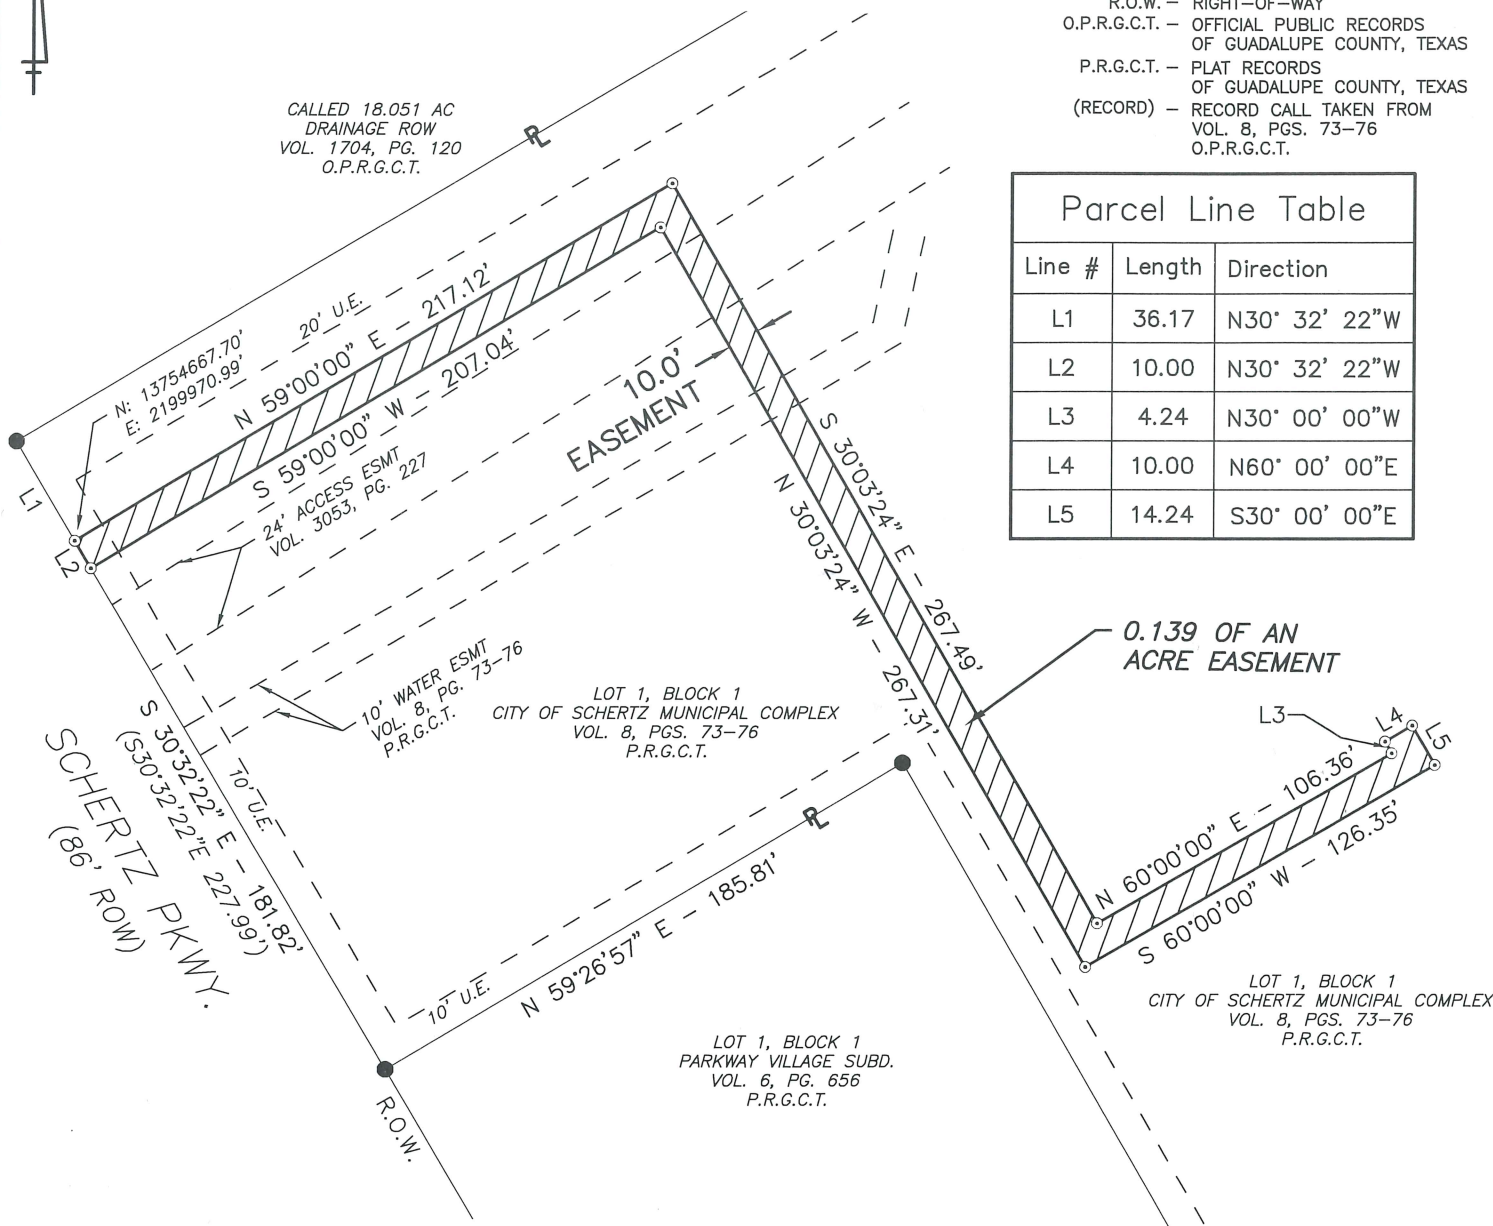 R.O.W. — RIGHT—OF—WAY
O.P.R.G.C.T. — OFFICIAL PUBLIC RECORDS
OF GUADALUPE COUNTY, TEXAS
P.R.G.C.T. — PLAT RECORDS
OF GUADALUPE COUNTY, TEXAS
(RECORD) — RECORD CALL TAKEN FROM
VOL. 8, PGS. 73—76
O.P.R.G.C.T.
CALLED 18.051 AC
DRAINAGE ROW
VOL. 1704, PG. 120
O.P.R.G.C.T.
PL
Parcel Line Table
Line # Length Direction
L1 36.17 N30° 32' 22"W
L2 10.00 N30° 32' 22"W
L3 4.24 N30° 00' 00"W
L4 10.00 N60° 00' 00"E
L5 14.24 S30° 00' 00"E
N: 13754667.70'
E: 2199970.99'
20' U.E.
N 59°00'00" E — 217.12'
S 59°00'00" W — 207.04'
10.0'
EASEMENT
24' ACCESS ESMT
VOL. 3053, PG. 227
L1
L2
S 30°03'24" E — 267.49'
N 30°03'24" W — 267.31'
0.139 OF AN
ACRE EASEMENT
10' WATER ESMT
VOL. 8, PG. 73—76
P.R.G.C.T.
LOT 1, BLOCK 1
CITY OF SCHERTZ MUNICIPAL COMPLEX
VOL. 8, PGS. 73—76
P.R.G.C.T.
L3
L4
L5
S 30°32'22" E — 181.82'
(S30°32'22"E 227.99')
SCHERTZ PKWY.
(86' ROW)
10' U.E.
PL
N 60°00'00" E — 106.36'
S 60°00'00" W — 126.35'
N 59°26'57" E — 185.81'
10' U.E.
LOT 1, BLOCK 1
CITY OF SCHERTZ MUNICIPAL COMPLEX
VOL. 8, PGS. 73—76
P.R.G.C.T.
LOT 1, BLOCK 1
PARKWAY VILLAGE SUBD.
VOL. 6, PG. 656
P.R.G.C.T.
R.O.W.